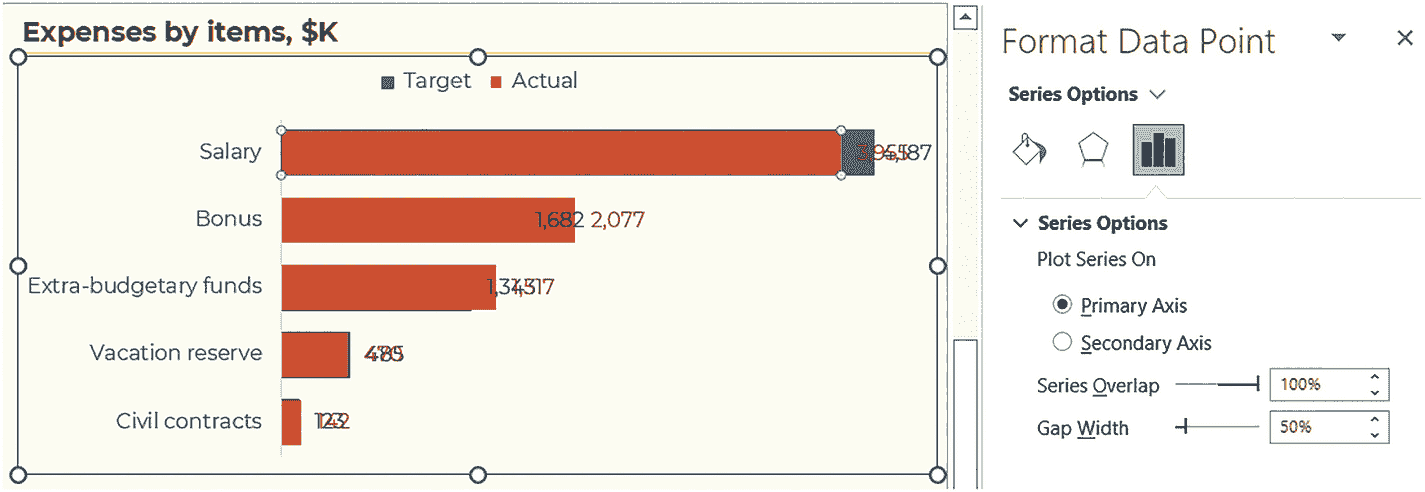 Expenses by items, $K
Target Actual
Salary
Bonus 1,682 2,077
Extra-budgetary funds
Vacation reserve
Civil contracts
Format Data Point
Series Options
Series Options
Plot Series On
Primary Axis
Secondary Axis
Series Overlap 100%
Gap Width 50%